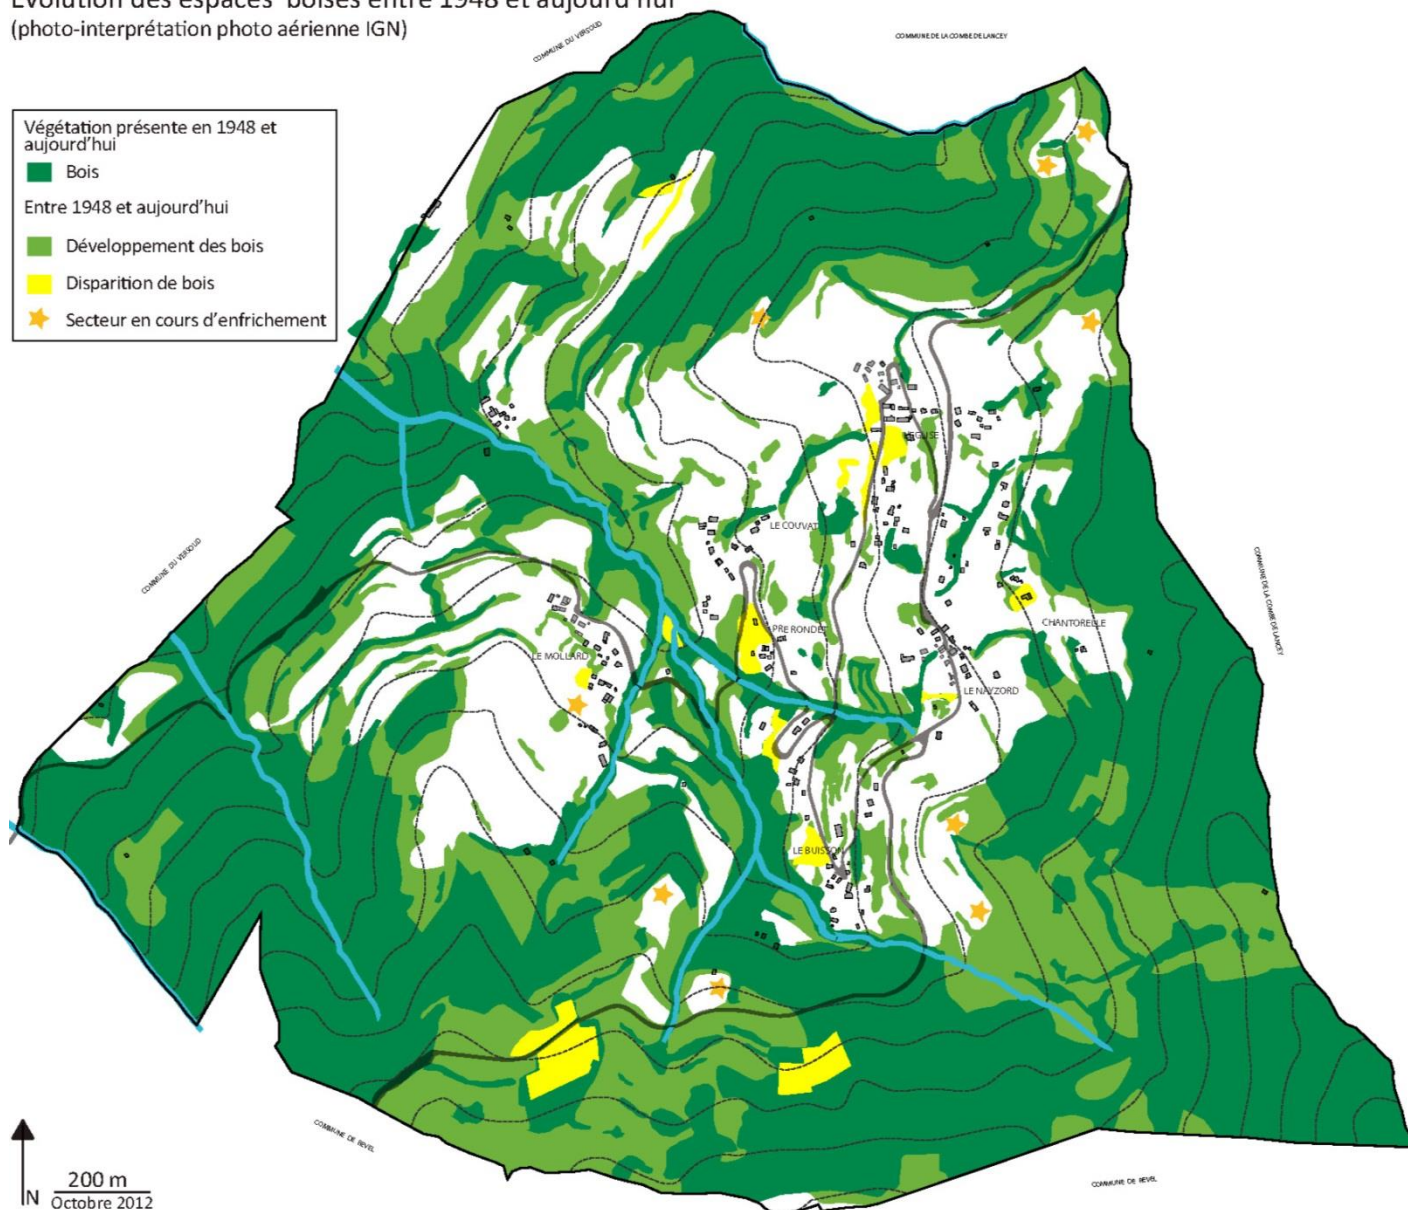 Evolution des espaces boisés entre 1948 et aujourd'hui
(photo-interprétation photo aérienne IGN)
COMMUNE DU VERSOUD
COMMUNE DE LA COMBE DE LANCEY
Végétation présente en 1948 et
aujourd'hui
Bois
Entre 1948 et aujourd'hui
Développement des bois
Disparition de bois
Secteur en cours d'enfrichement
L'EGLISE
LE COUVAT
COMMUNE DU VERSOUD
COMMUNE DE LA COMBE DE LANCEY
CHANTORELLE
PRE RONDET
LE MOLLARD
LE NAYZORD
LE BUISSON
COMMUNE DE REVEL
COMMUNE DE REVEL
N
200 m
Octobre 2012